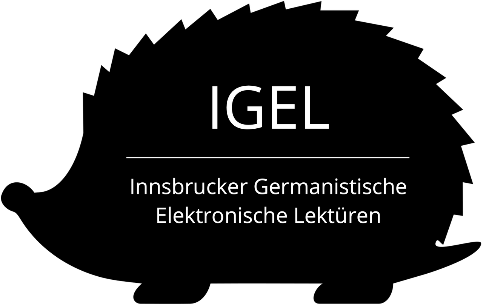 IGEL
Innsbrucker Germanistische
Elektronische Lektüren